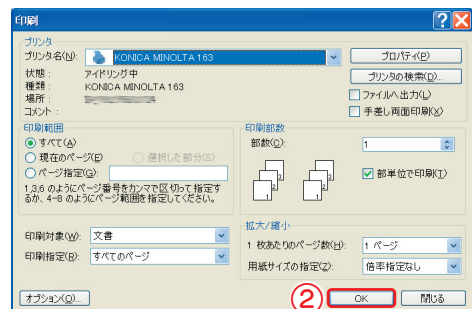 印刷
プリンタ
プリンタ名(N): KONICA MINOLTA 163 プロパティ(P)
状態: アイドリング中 プリンタの検索(D)...
種類: KONICA MINOLTA 163 ファイルへ出力(L)
場所:
コメント: 手差し両面印刷(X)
印刷範囲 印刷部数
すべて(A) 部数(C): 1
現在のページ(E) 選択した部分(S)
ページ指定(G): 部単位で印刷(T)
1,3,6 のようにページ番号をカンマで区切って指定す
るか、4-8 のようにページ範囲を指定してください。
印刷対象(W): 文書 拡大/縮小
1 枚あたりのページ数(H): 1 ページ
印刷指定(R): すべてのページ 用紙サイズの指定(Z): 倍率指定なし
オプション(O)... ② OK 閉じる